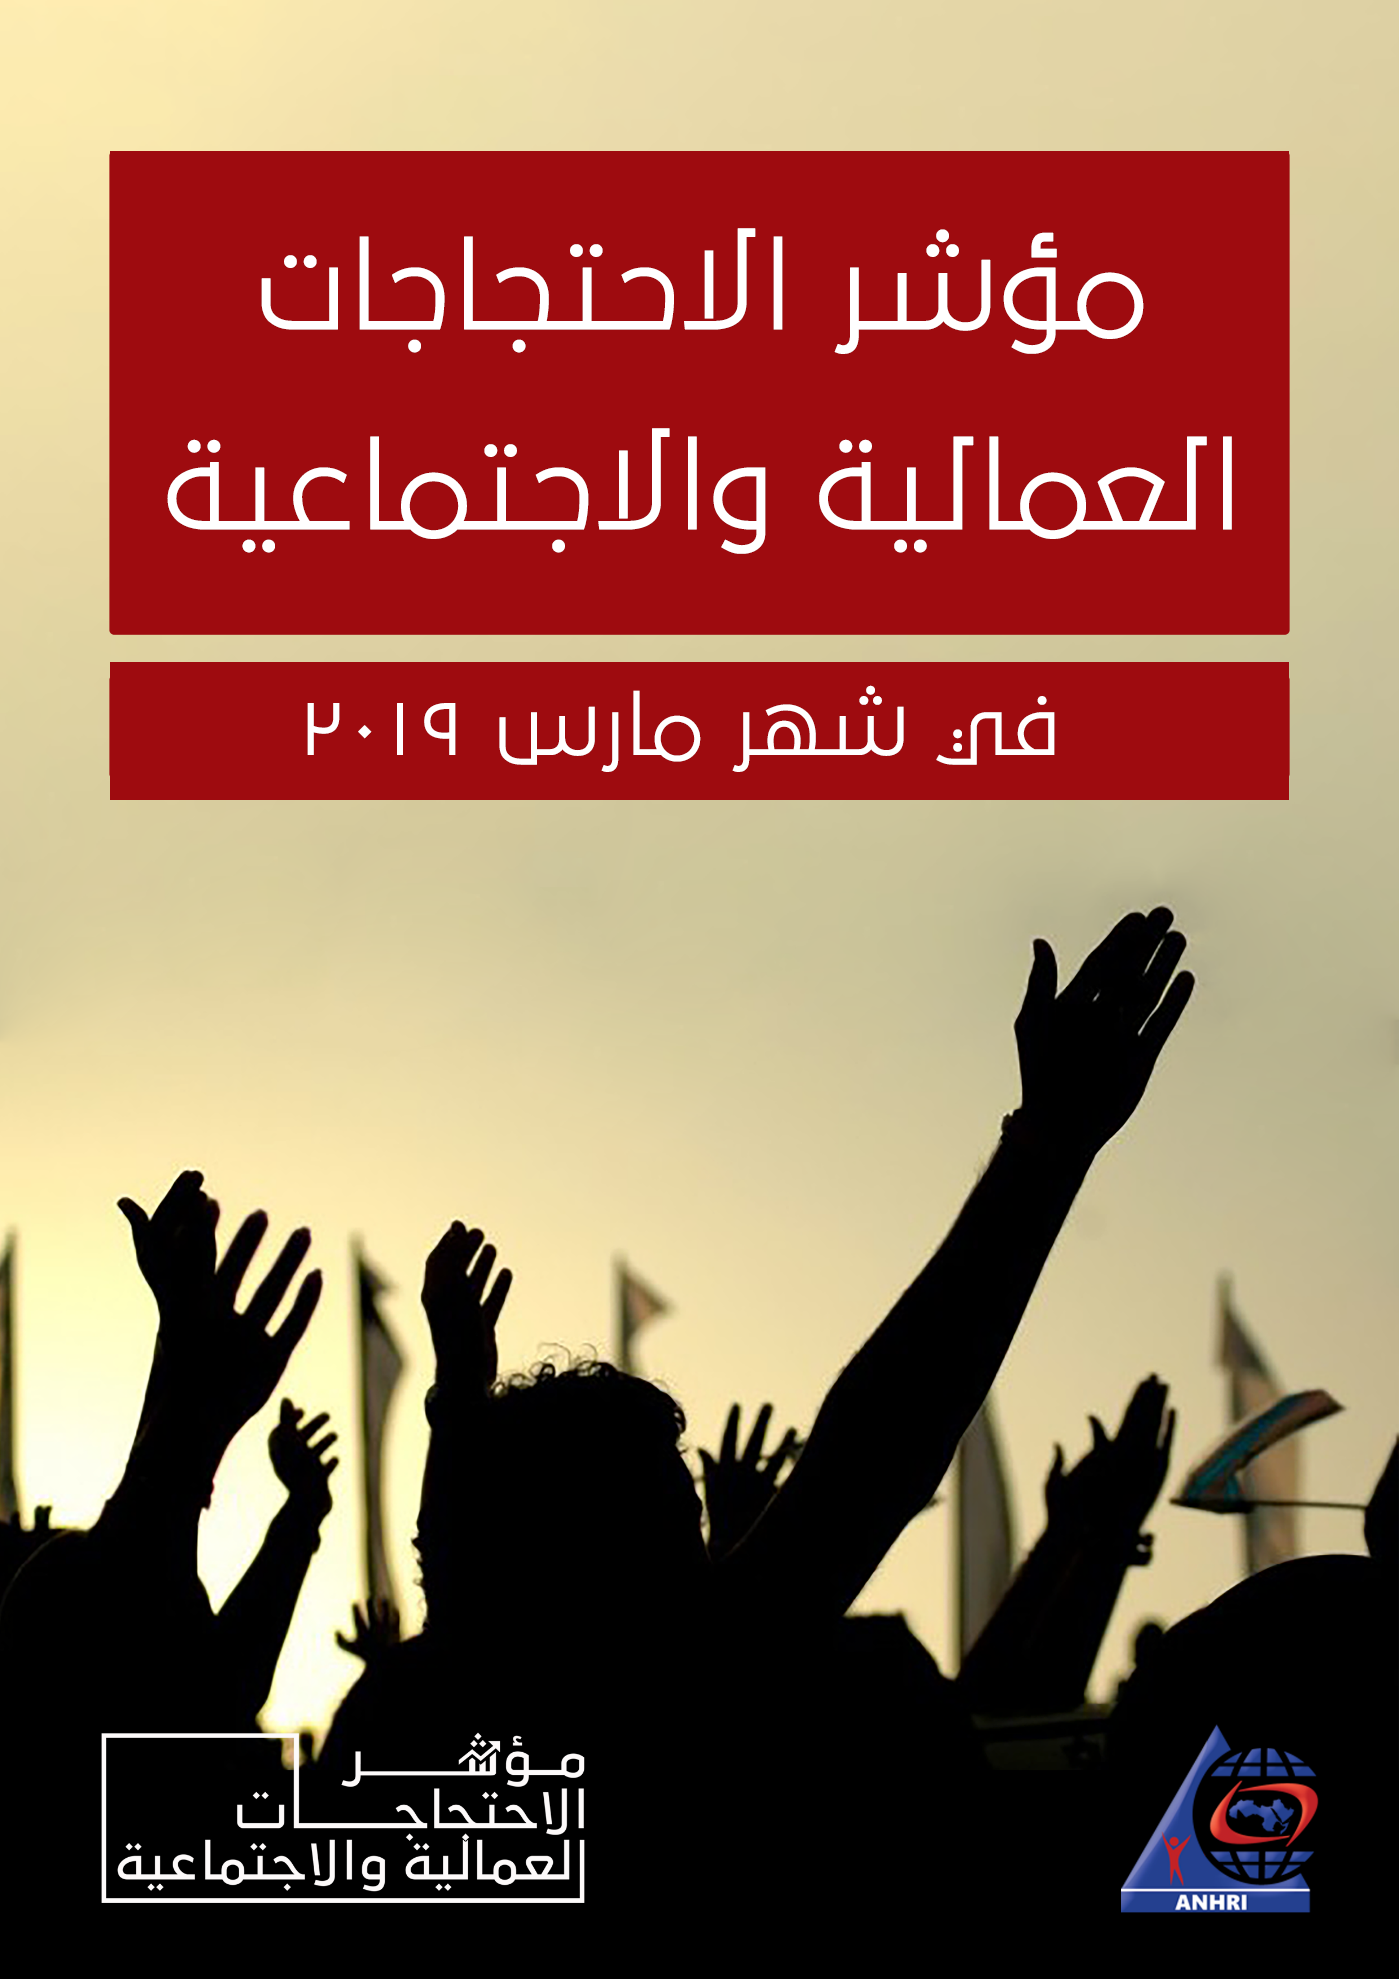 مؤشر الاحتجاجات
العمالية والاجتماعية
في شهر مارس ٢٠١٩
مؤشر
الاحتجاجات
العمالية والاجتماعية
ANHRI